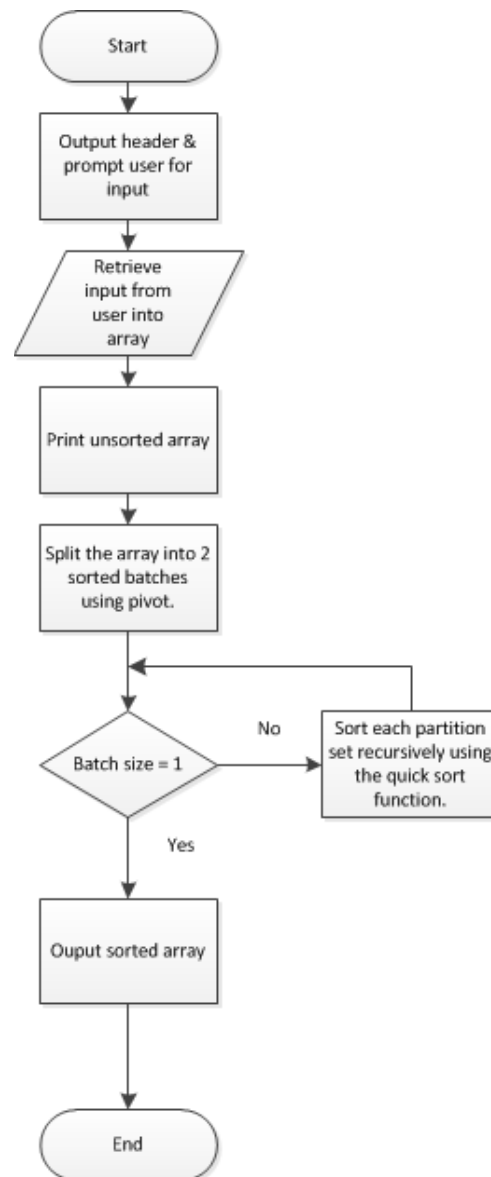 Start
Output header &
prompt user for
input
Retrieve
input from
user into
array
Print unsorted array
Split the array into 2
sorted batches
using pivot.
Batch size = 1
No
Sort each partition
set recursively using
the quick sort
function.
Yes
Ouput sorted array
End